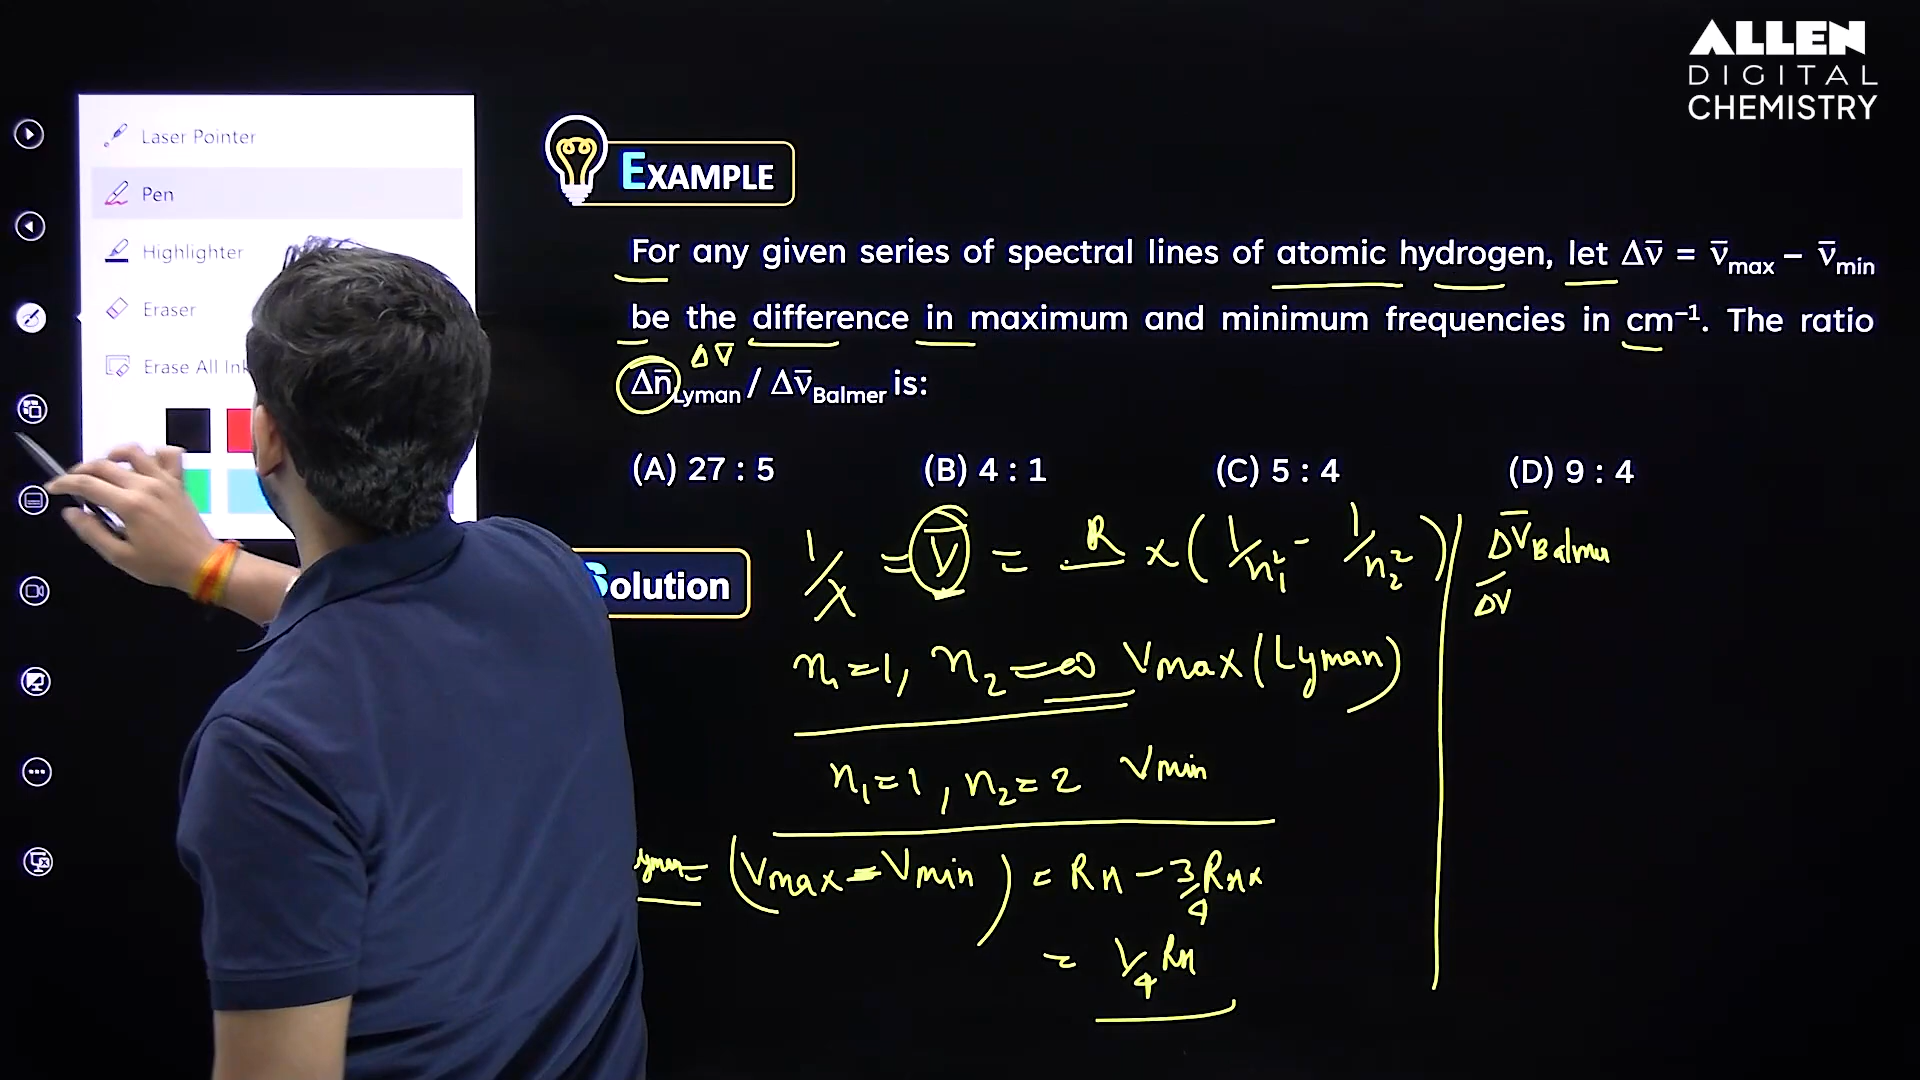 ALLEN
DIGITAL
CHEMISTRY
Laser Pointer
Pen
Highlighter
Eraser
Erase All Ink
EXAMPLE
For any given series of spectral lines of atomic hydrogen, let Δν̅ = ν̅max – ν̅min
be the difference in maximum and minimum frequencies in cm⁻¹. The ratio
ΔV̅
Δn̅Lyman / Δν̅Balmer is:
(A) 27 : 5
(B) 4 : 1
(C) 5 : 4
(D) 9 : 4
Solution
1/λ = V̅ = R × (1/n₁² - 1/n₂²)
ΔV̅Balmer
ΔV
n₁=1, n₂=∞ Vmax (Lyman)
n₁=1, n₂=2 Vmin
(Vmax - Vmin) = RH - 3/4 RH x
= 1/4 RH